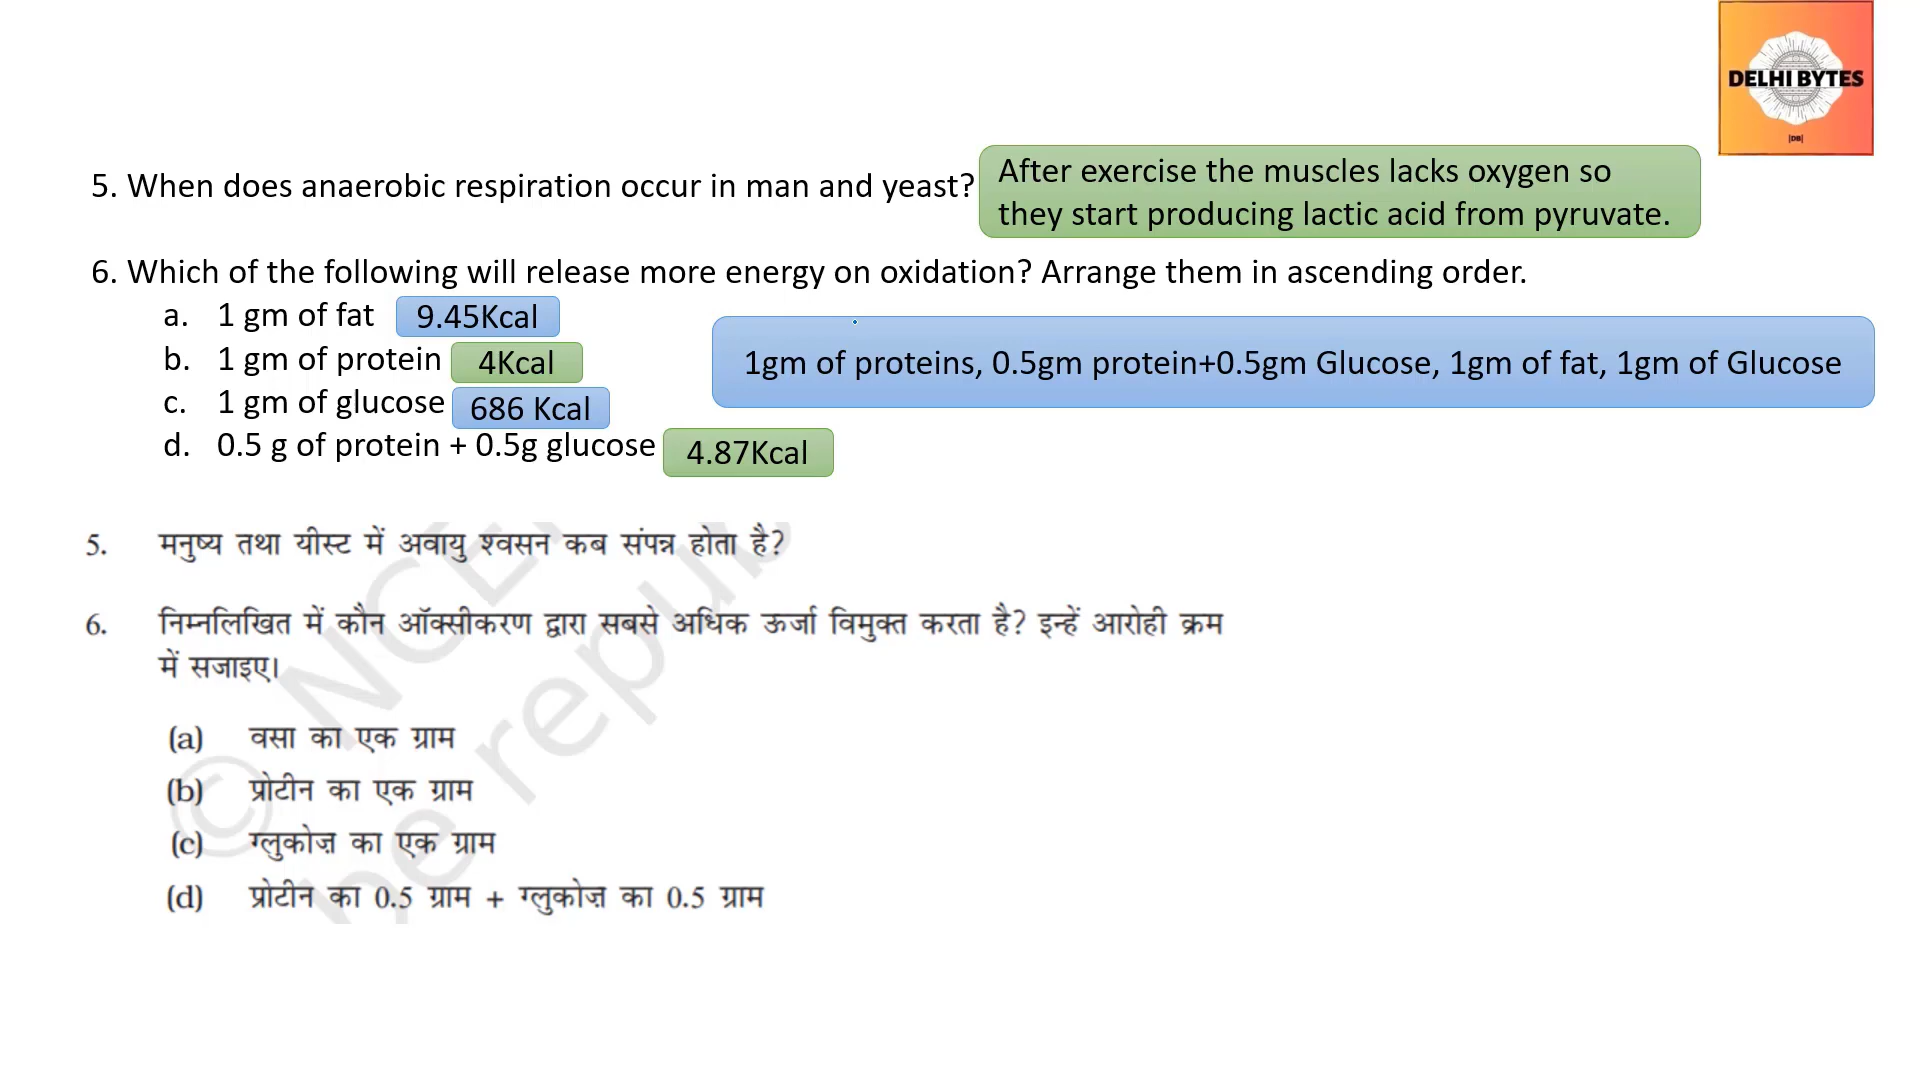 DELHI BYTES
|DB|
5. When does anaerobic respiration occur in man and yeast?
After exercise the muscles lacks oxygen so
they start producing lactic acid from pyruvate.
6. Which of the following will release more energy on oxidation? Arrange them in ascending order.
a. 1 gm of fat 9.45Kcal
b. 1 gm of protein 4Kcal
1gm of proteins, 0.5gm protein+0.5gm Glucose, 1gm of fat, 1gm of Glucose
c. 1 gm of glucose 686 Kcal
d. 0.5 g of protein + 0.5g glucose 4.87Kcal
5. मनुष्य तथा यीस्ट में अवायु श्वसन कब संपन्न होता है?
6. निम्नलिखित में कौन ऑक्सीकरण द्वारा सबसे अधिक ऊर्जा विमुक्त करता है? इन्हें आरोही क्रम
में सजाइए।
(a) वसा का एक ग्राम
(b) प्रोटीन का एक ग्राम
(c) ग्लुकोज़ का एक ग्राम
(d) प्रोटीन का 0.5 ग्राम + ग्लुकोज़ का 0.5 ग्राम